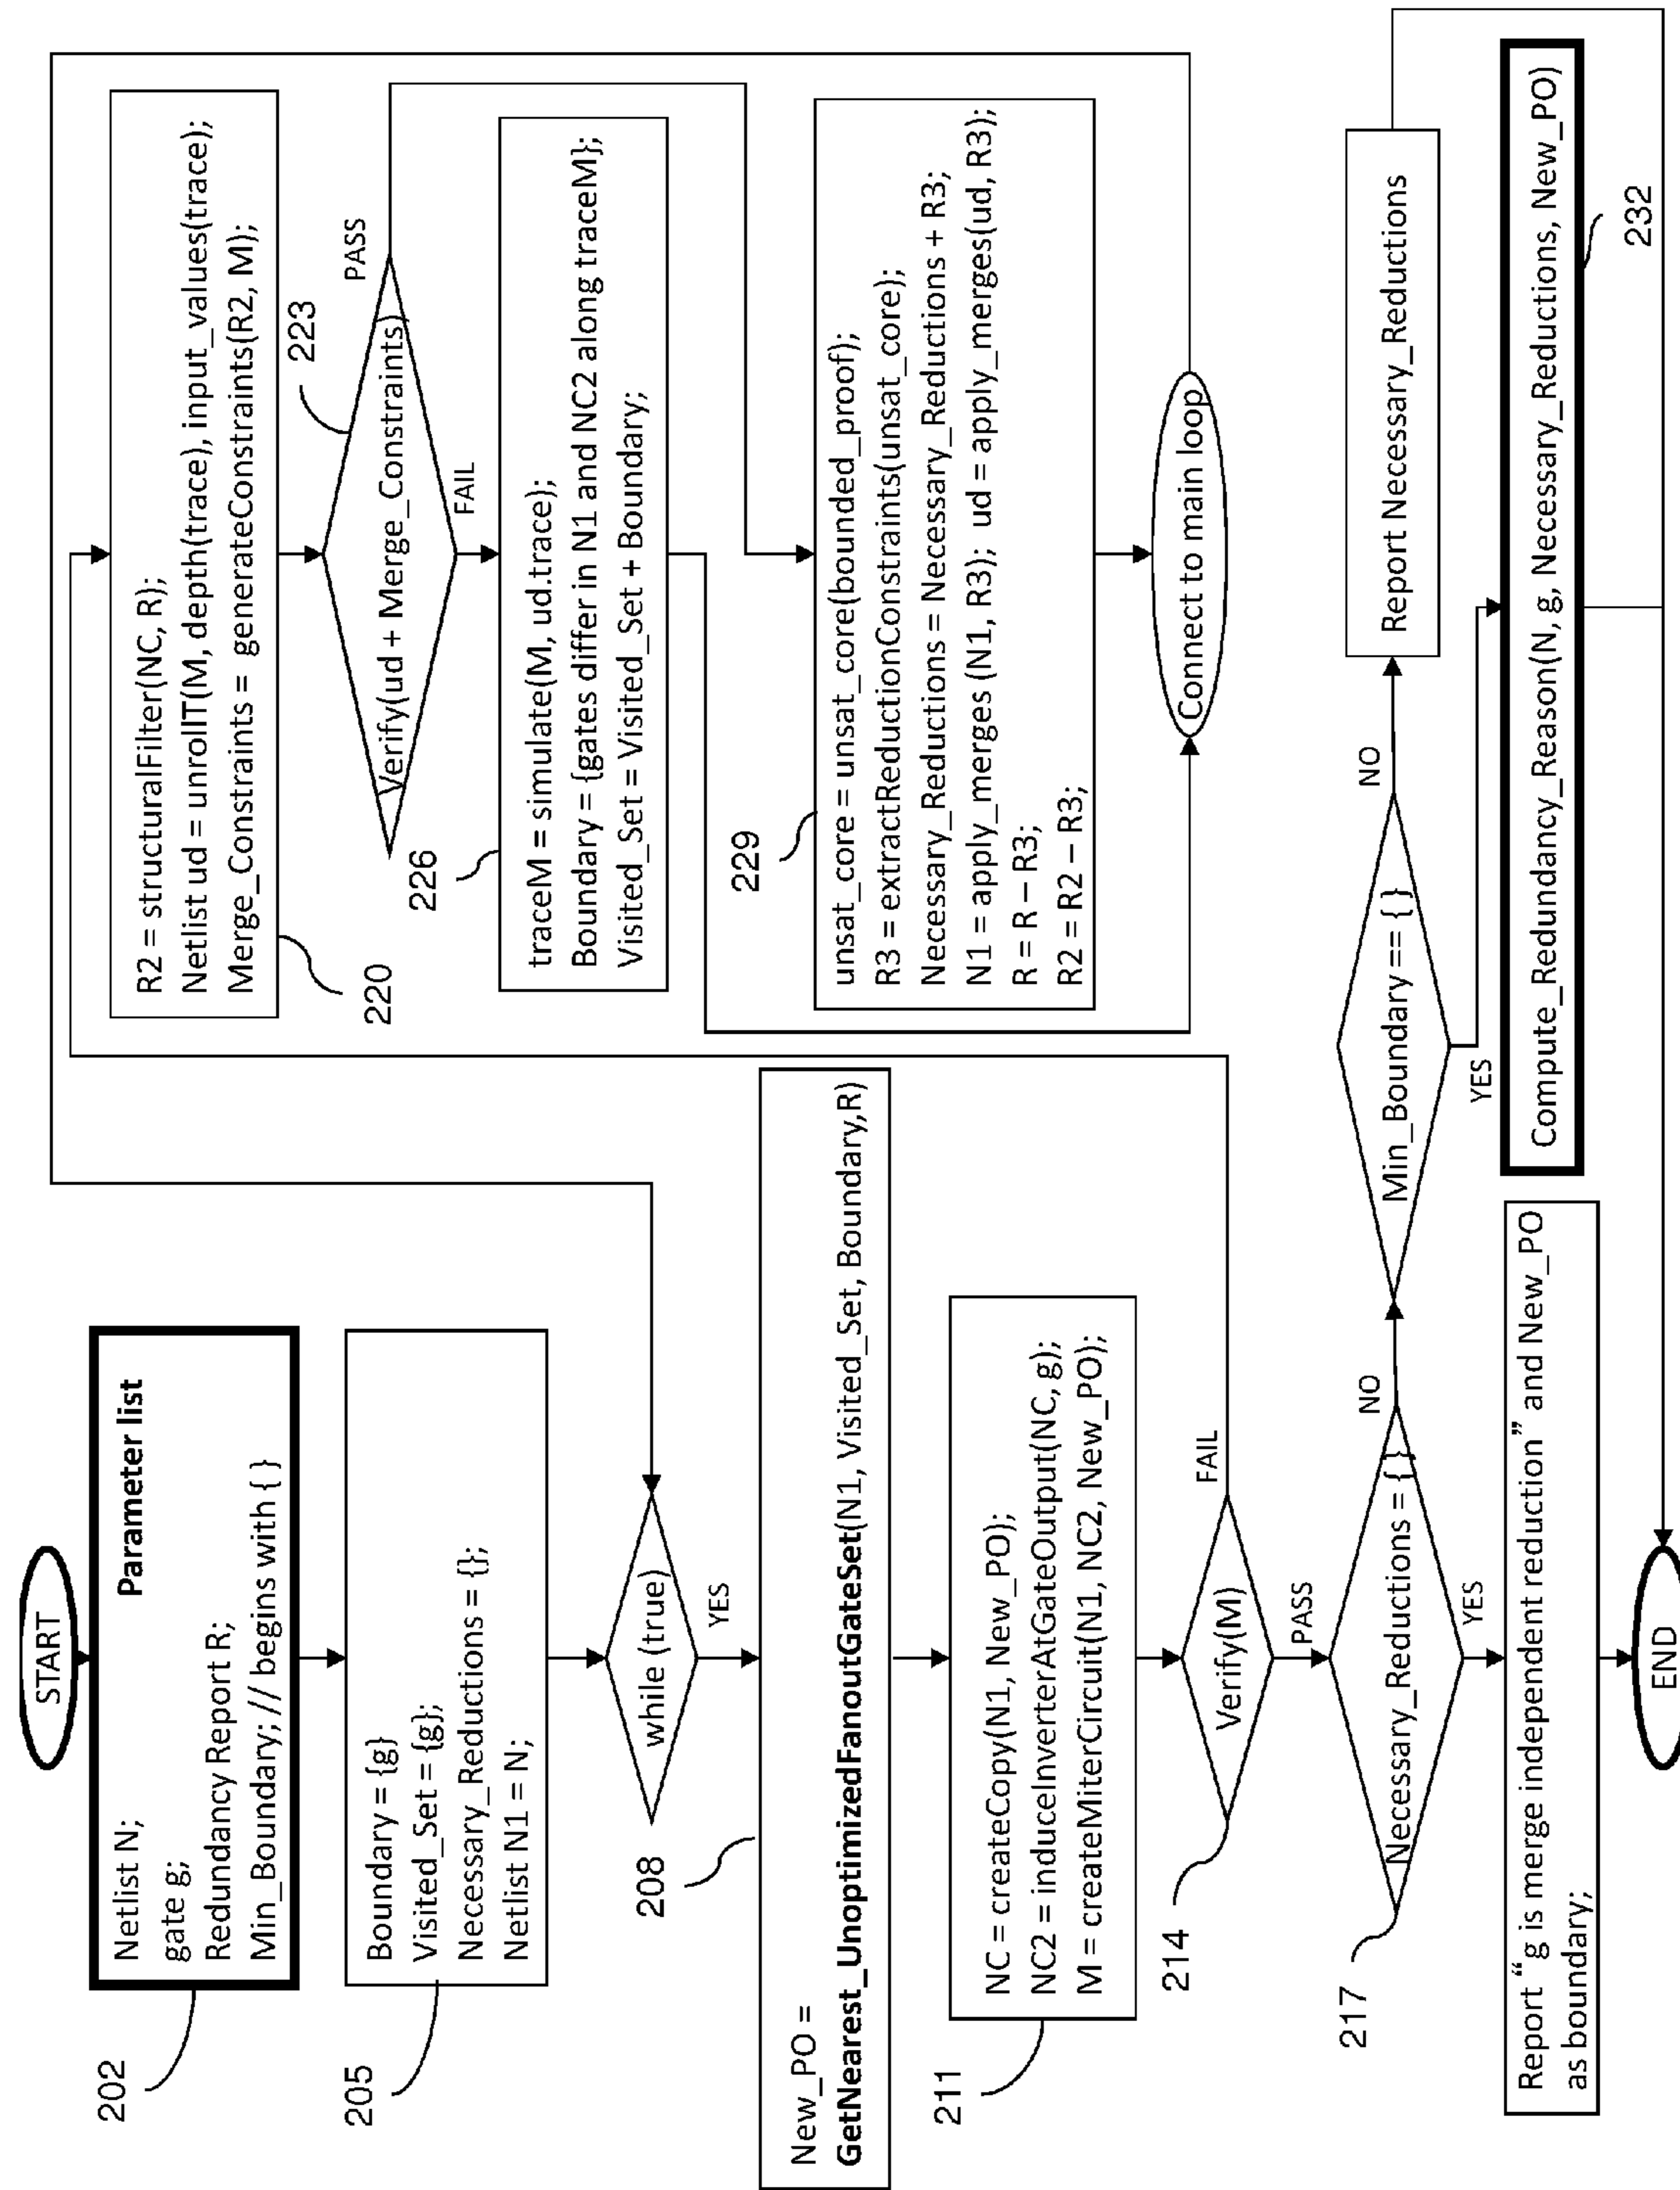 START
Parameter list
Netlist N;
gate g;
Redundancy Report R;
Min_Boundary; // begins with { }
202
Boundary = {g}
Visited_Set = {g};
Necessary_Reductions = {};
Netlist N1 = N;
205
while (true)
YES
208
New_PO =
GetNearest_UnoptimizedFanoutGateSet(N1, Visited_Set, Boundary,R)
NC = createCopy(N1, New_PO);
NC2 = induceInverterAtGateOutput(NC, g);
M = createMiterCircuit(N1, NC2, New_PO);
211
Verify(M)
FAIL
214
PASS
Necessary_Reductions = { }
NO
217
YES
Report “g is merge independent reduction” and New_PO
as boundary;
END
R2 = structuralFilter(NC, R);
Netlist ud = unrollT(M, depth(trace), input_values(trace);
Merge_Constraints = generateConstraints(R2, M);
220
223
Verify(ud + Merge_Constraints)
PASS
FAIL
226
traceM = simulate(M, ud.trace);
Boundary = {gates differ in N1 and NC2 along traceM};
Visited_Set = Visited_Set + Boundary;
229
unsat_core = unsat_core(bounded_proof);
R3 = extractReductionConstraints(unsat_core);
Necessary_Reductions = Necessary_Reductions + R3;
N1 = apply_merges (N1, R3); ud = apply_merges(ud, R3);
R = R – R3;
R2 = R2 – R3;
Connect to main loop
Min_Boundary == { }
NO
YES
Report Necessary_Reductions
Compute_Redundancy_Reason(N, g, Necessary_Reductions, New_PO)
232